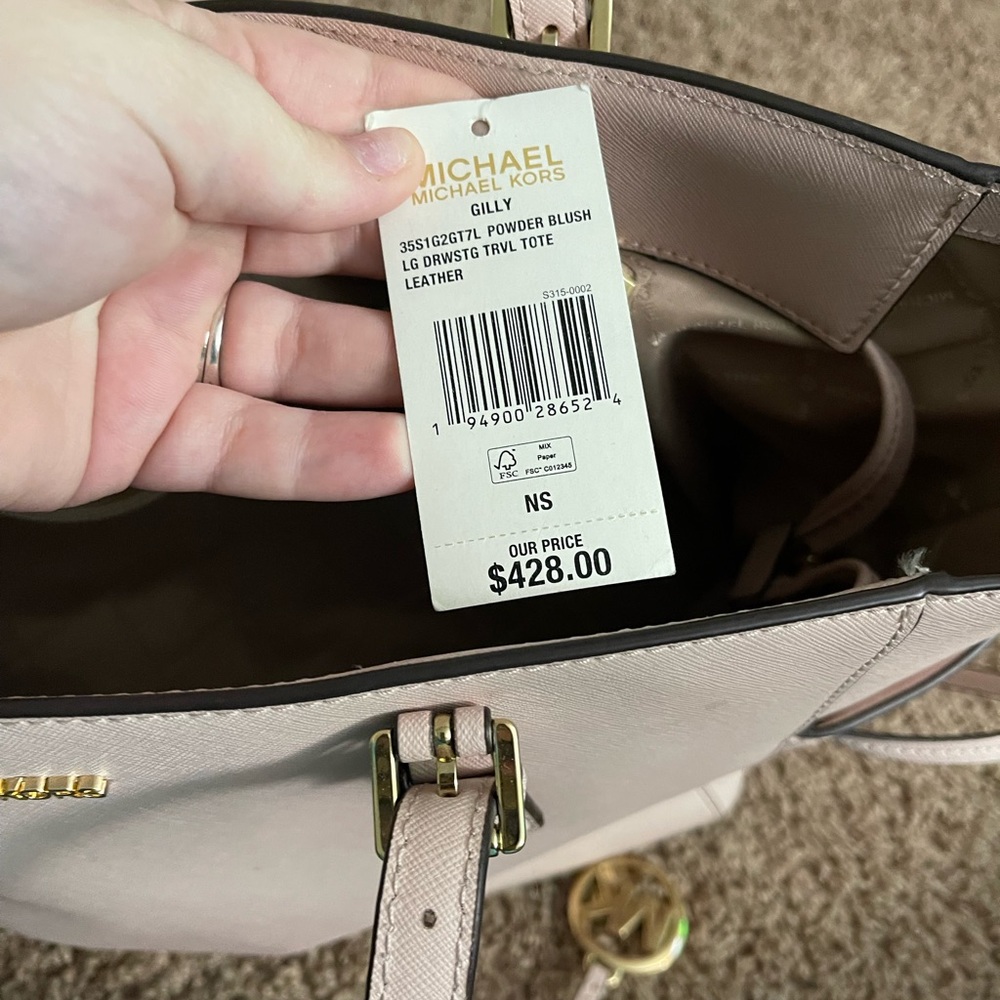 MICHAEL
MICHAEL KORS
GILLY
35S1G2GT7L POWDER BLUSH
LG DRWSTG TRVL TOTE
LEATHER
S315-0002
1 94900 28652 4
FSC
MIX
Paper
FSC™ C012345
NS
OUR PRICE
$428.00